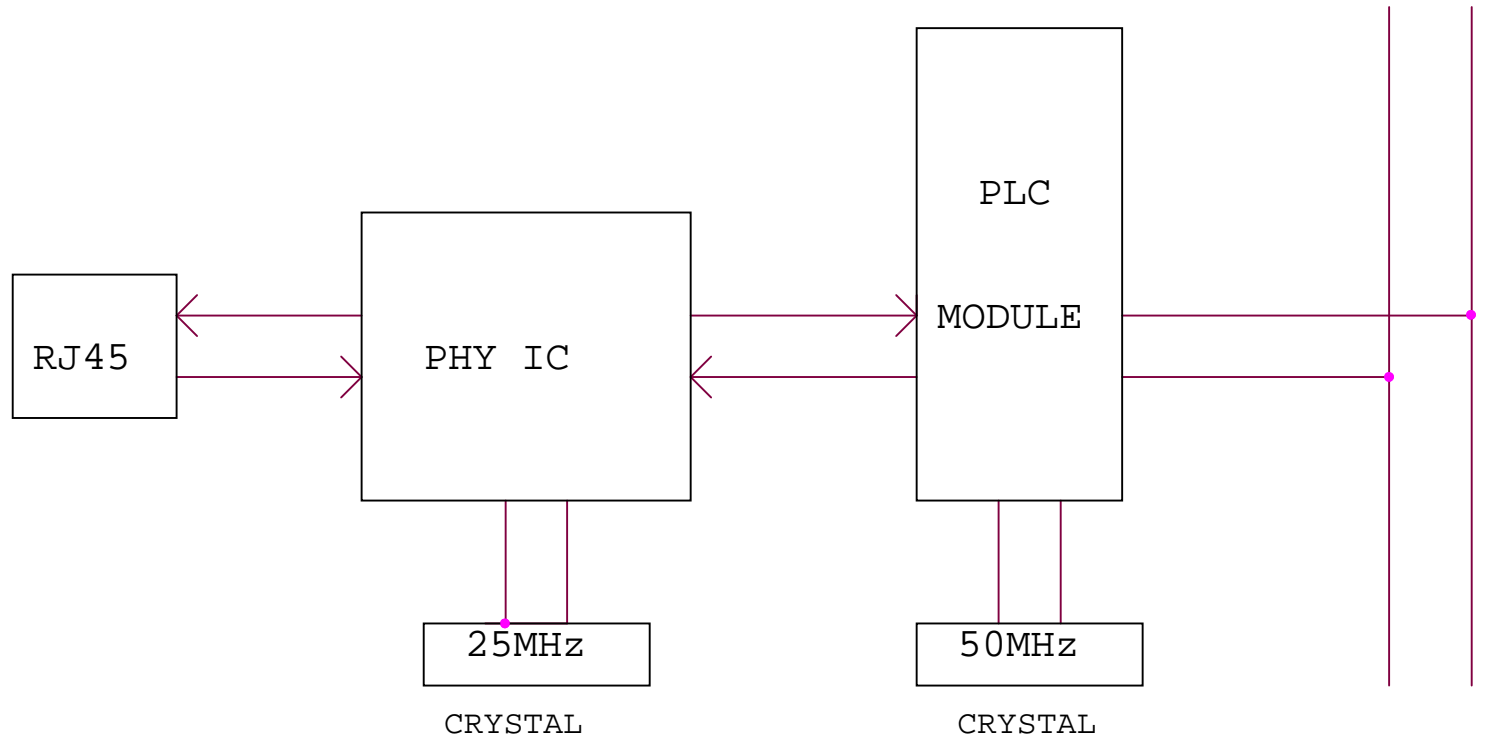 PLC
MODULE
RJ45
PHY IC
25MHz
50MHz
CRYSTAL
CRYSTAL